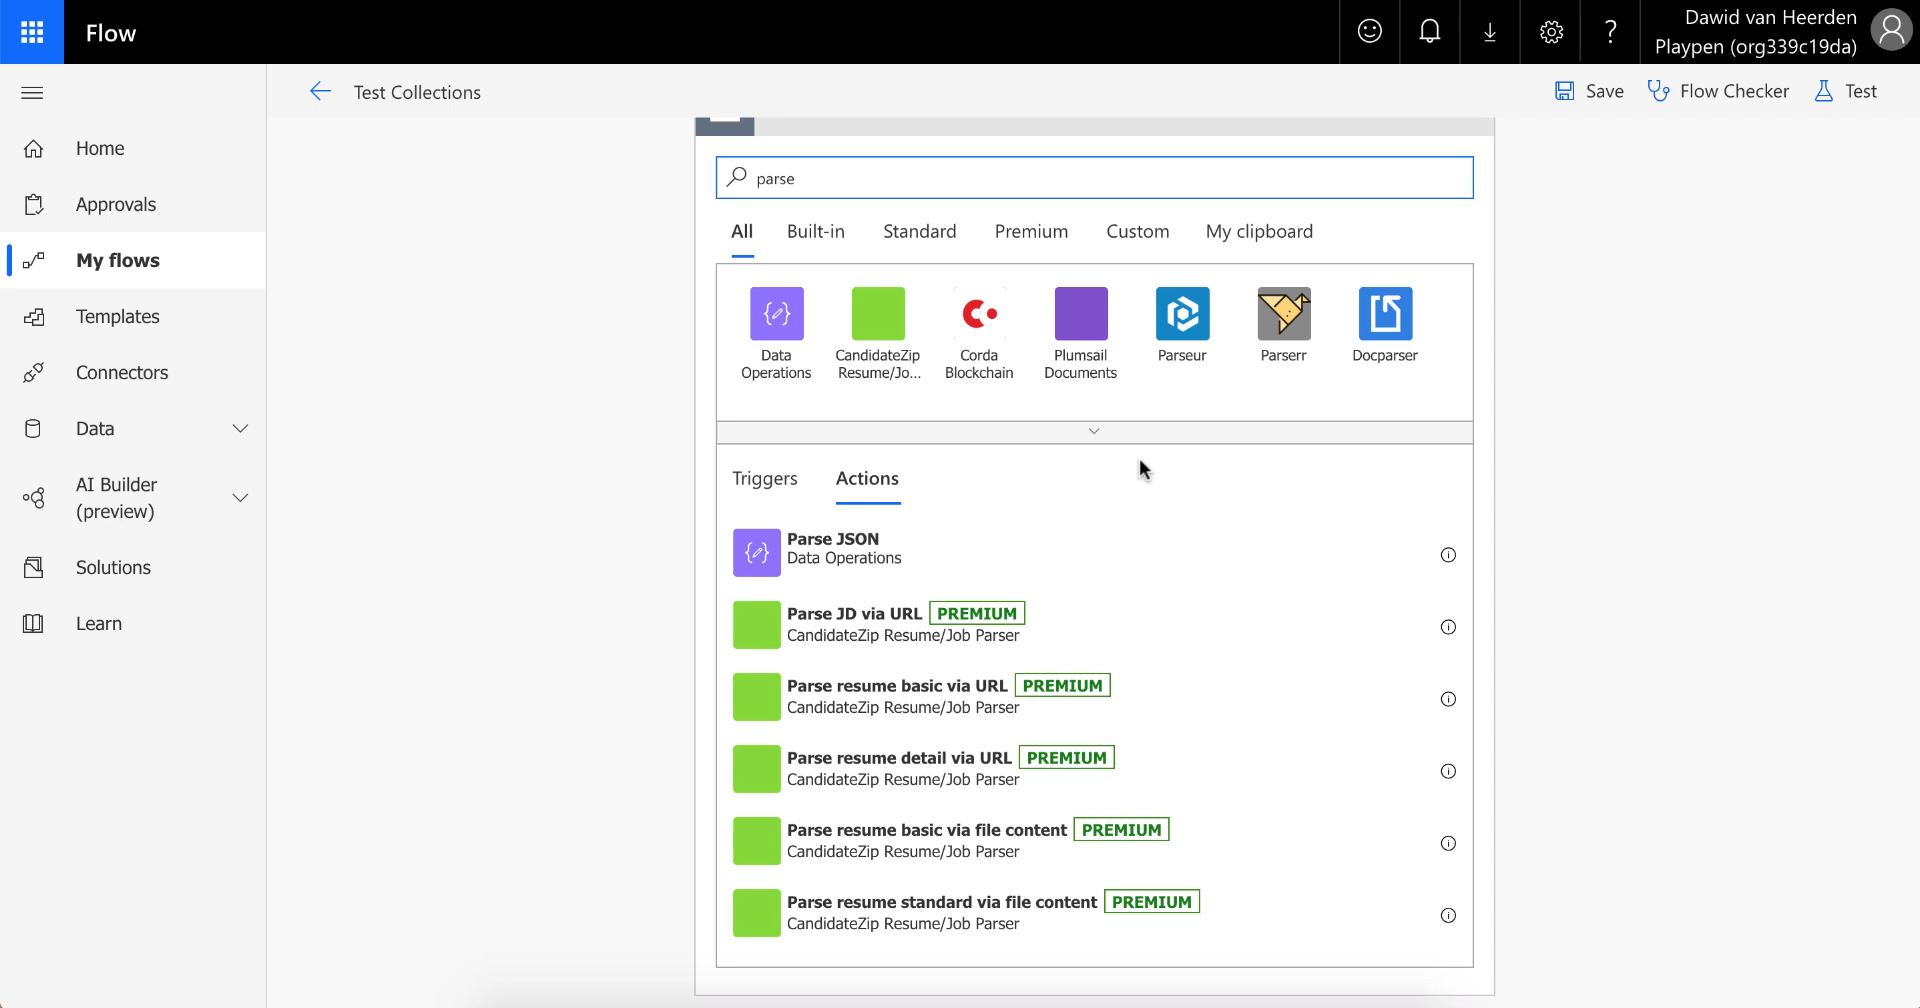 Flow
Dawid van Heerden
Playpen (org339c19da)
Test Collections
Save
Flow Checker
Test
Home
Approvals
My flows
Templates
Connectors
Data
AI Builder
(preview)
Solutions
Learn
parse
All
Built-in
Standard
Premium
Custom
My clipboard
Data
Operations
CandidateZip
Resume/Jo...
Corda
Blockchain
Plumsail
Documents
Parseur
Parserr
Docparser
Triggers
Actions
Parse JSON
Data Operations
Parse JD via URL PREMIUM
CandidateZip Resume/Job Parser
Parse resume basic via URL PREMIUM
CandidateZip Resume/Job Parser
Parse resume detail via URL PREMIUM
CandidateZip Resume/Job Parser
Parse resume basic via file content PREMIUM
CandidateZip Resume/Job Parser
Parse resume standard via file content PREMIUM
CandidateZip Resume/Job Parser